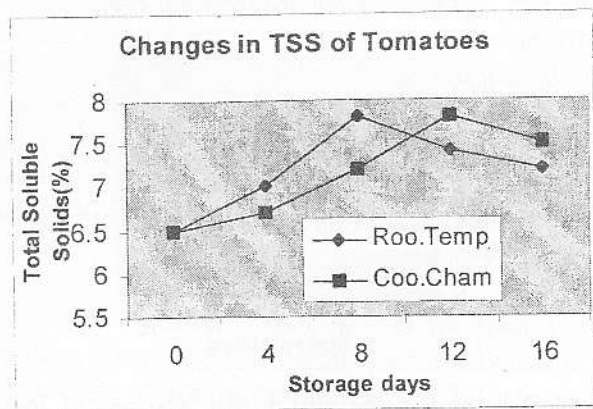 Changes in TSS of Tomatoes
Total Soluble
Solids(%)
8
7.5
7
6.5
6
5.5
Roo.Temp
Coo.Cham
0 4 8 12 16
Storage days